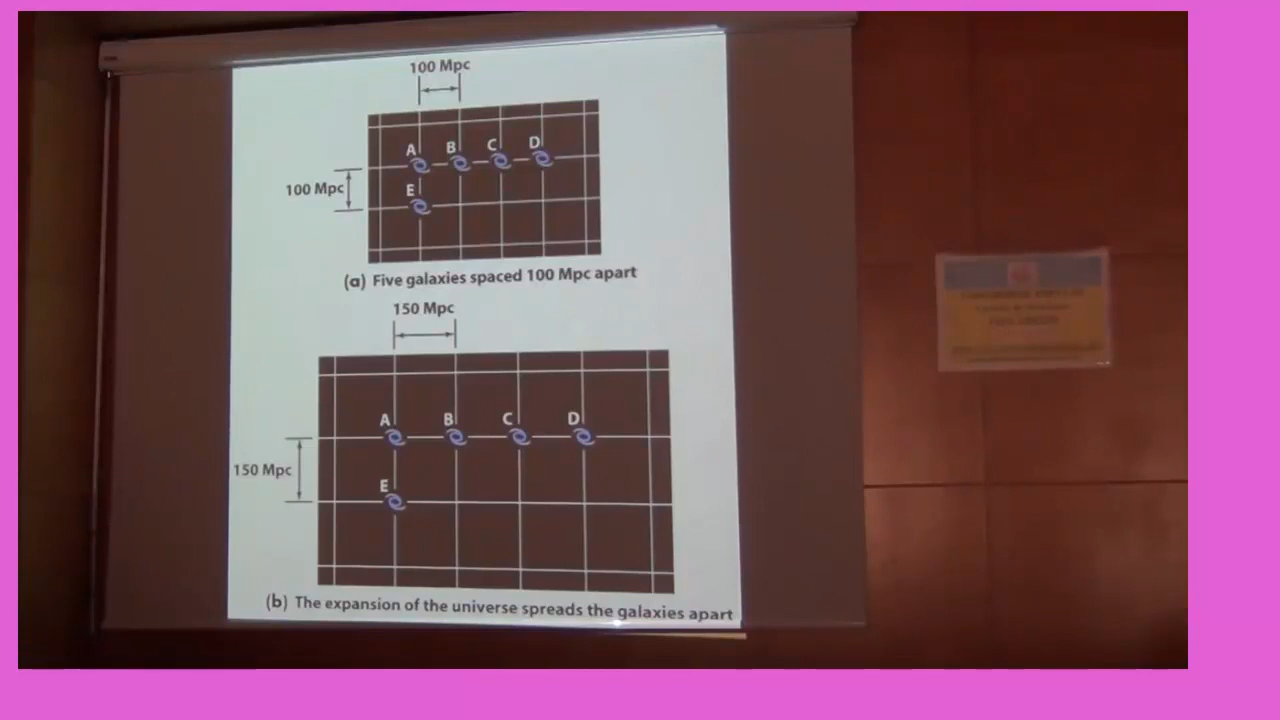 100 Mpc
A B C D
100 Mpc
E
(a) Five galaxies spaced 100 Mpc apart
150 Mpc
A B C D
150 Mpc
E
(b) The expansion of the universe spreads the galaxies apart